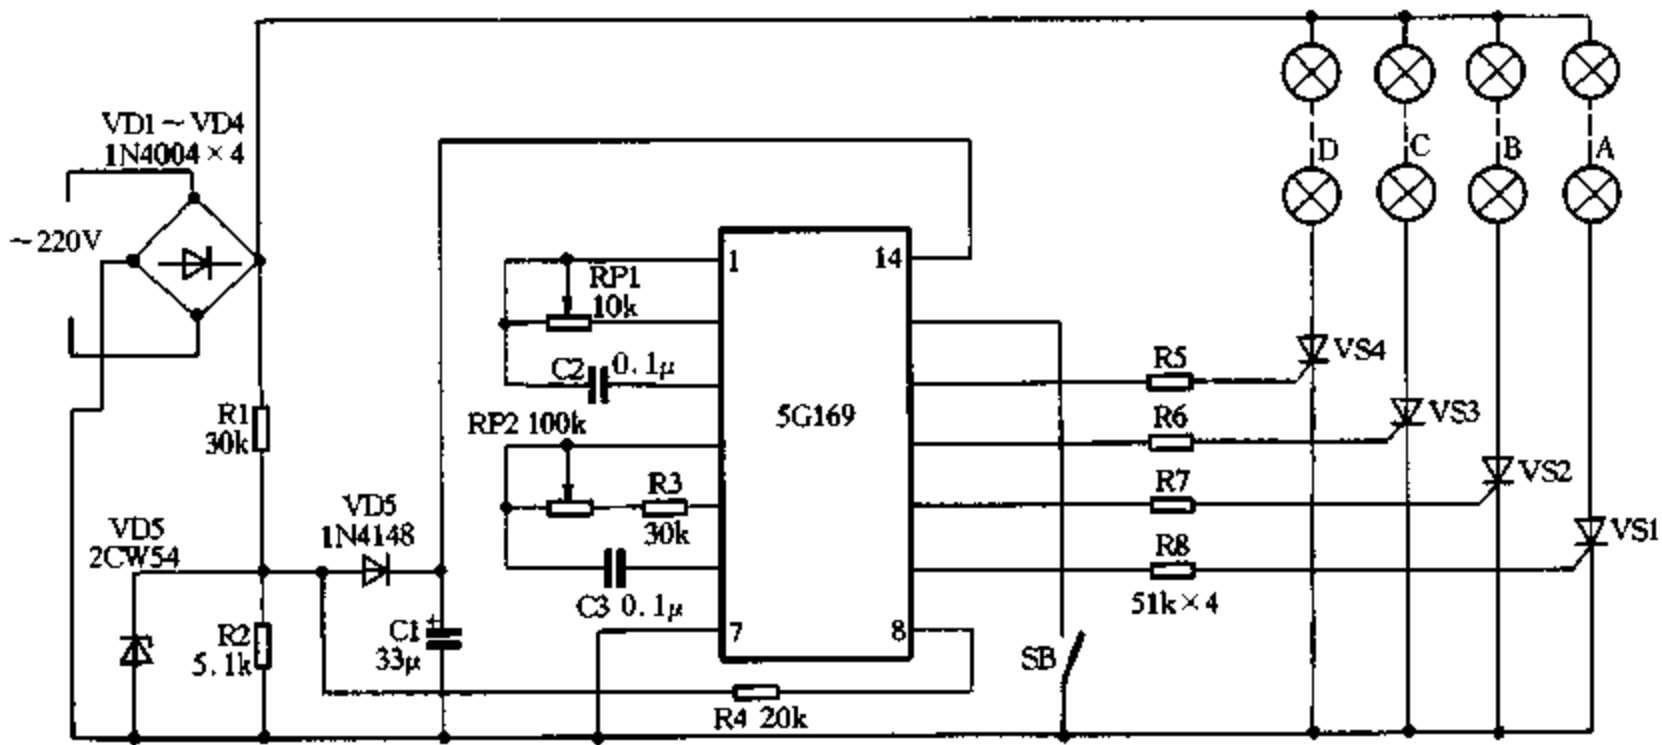 VD1～VD4
1N4004×4
～220V
D
C
B
A
1
14
RP1
10k
C2
0.1μ
RP2 100k
R3
30k
C3 0.1μ
7
8
5G169
R5
R6
R7
R8
51k×4
VS4
VS3
VS2
VS1
R1
30k
VD5
1N4148
VD5
2CW54
R2
5.1k
C1
+
33μ
R4 20k
SB